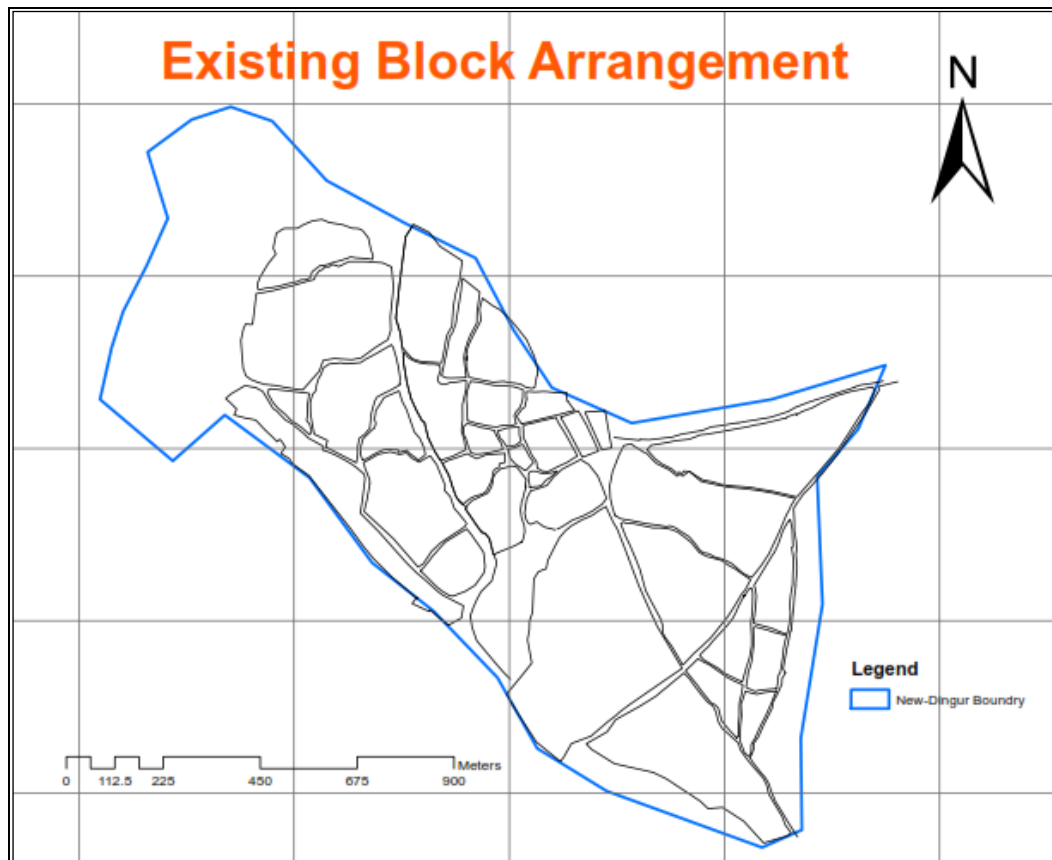 Existing Block Arrangement
N
Legend
New-Dingur Boundry
Meters
0 112.5 225 450 675 900